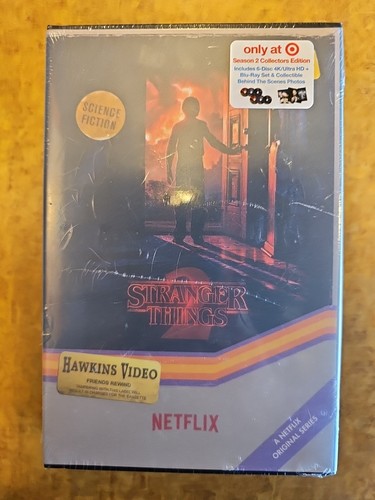 only at
Season 2 Collectors Edition
Includes 6-Disc 4K/Ultra HD +
Blu-Ray Set & Collectible
Behind The Scenes Photos
SCIENCE
FICTION
2
STRANGER
THINGS
HAWKINS VIDEO
FRIENDS REWIND
NETFLIX
A NETFLIX
ORIGINAL SERIES